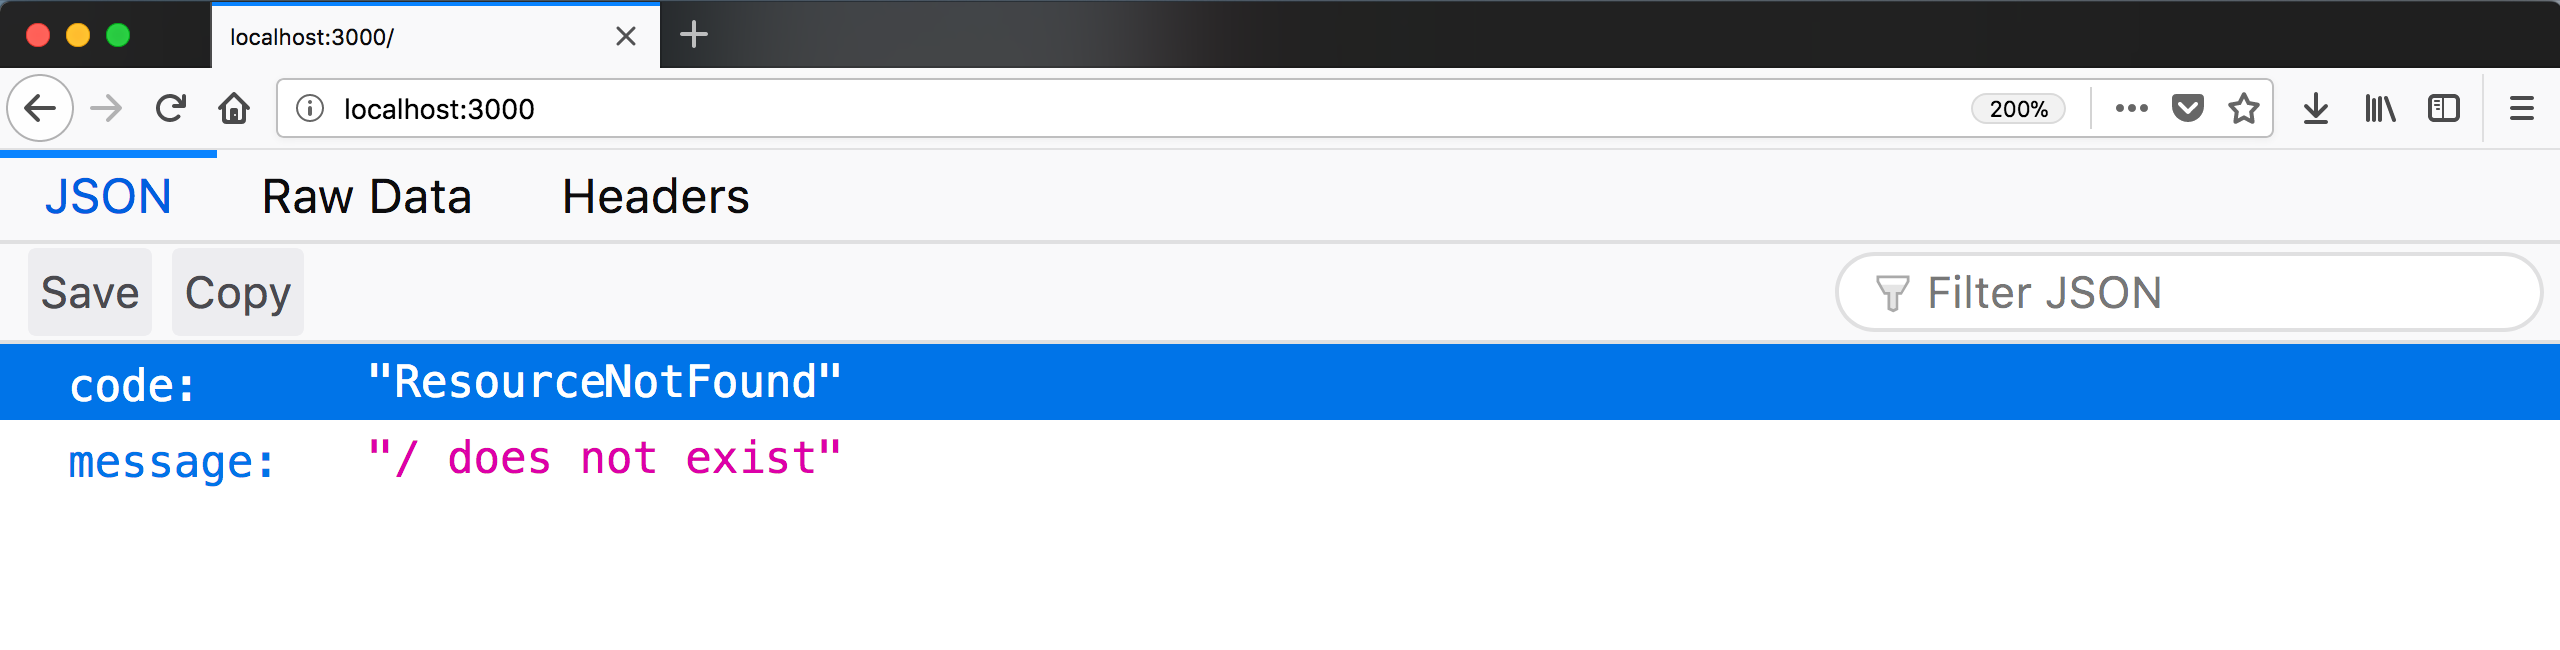 localhost:3000/
localhost:3000 200%
JSON Raw Data Headers
Save Copy Filter JSON
code: "ResourceNotFound"
message: "/ does not exist"